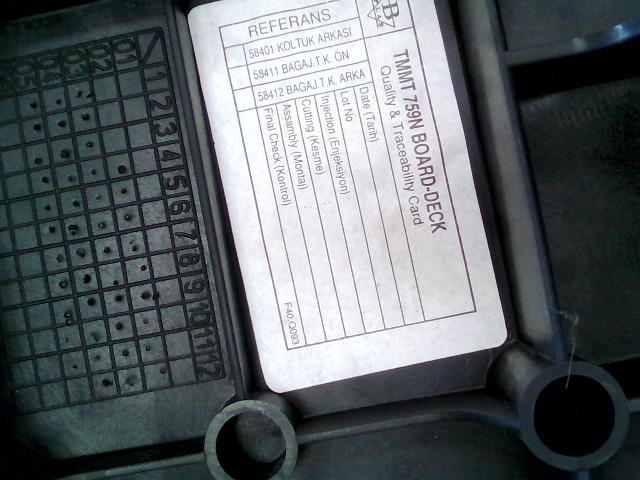 B
TMMT 759N BOARD-DECK
Quality & Traceability Card
Date (Tarih)
Lot No
Injection (Enjeksiyon)
Cutting (Kesme)
Assembly (Montaj)
Final Check (Kontrol)
REFERANS
58401 KOLTUK ARKASI
58411 BAGAJ.T.K. ÖN
58412 BAGAJ.T.K. ARKA
F40.Q093
01 02 03 04 05
1 2 3 4 5 6 7 8 9 10 11 12